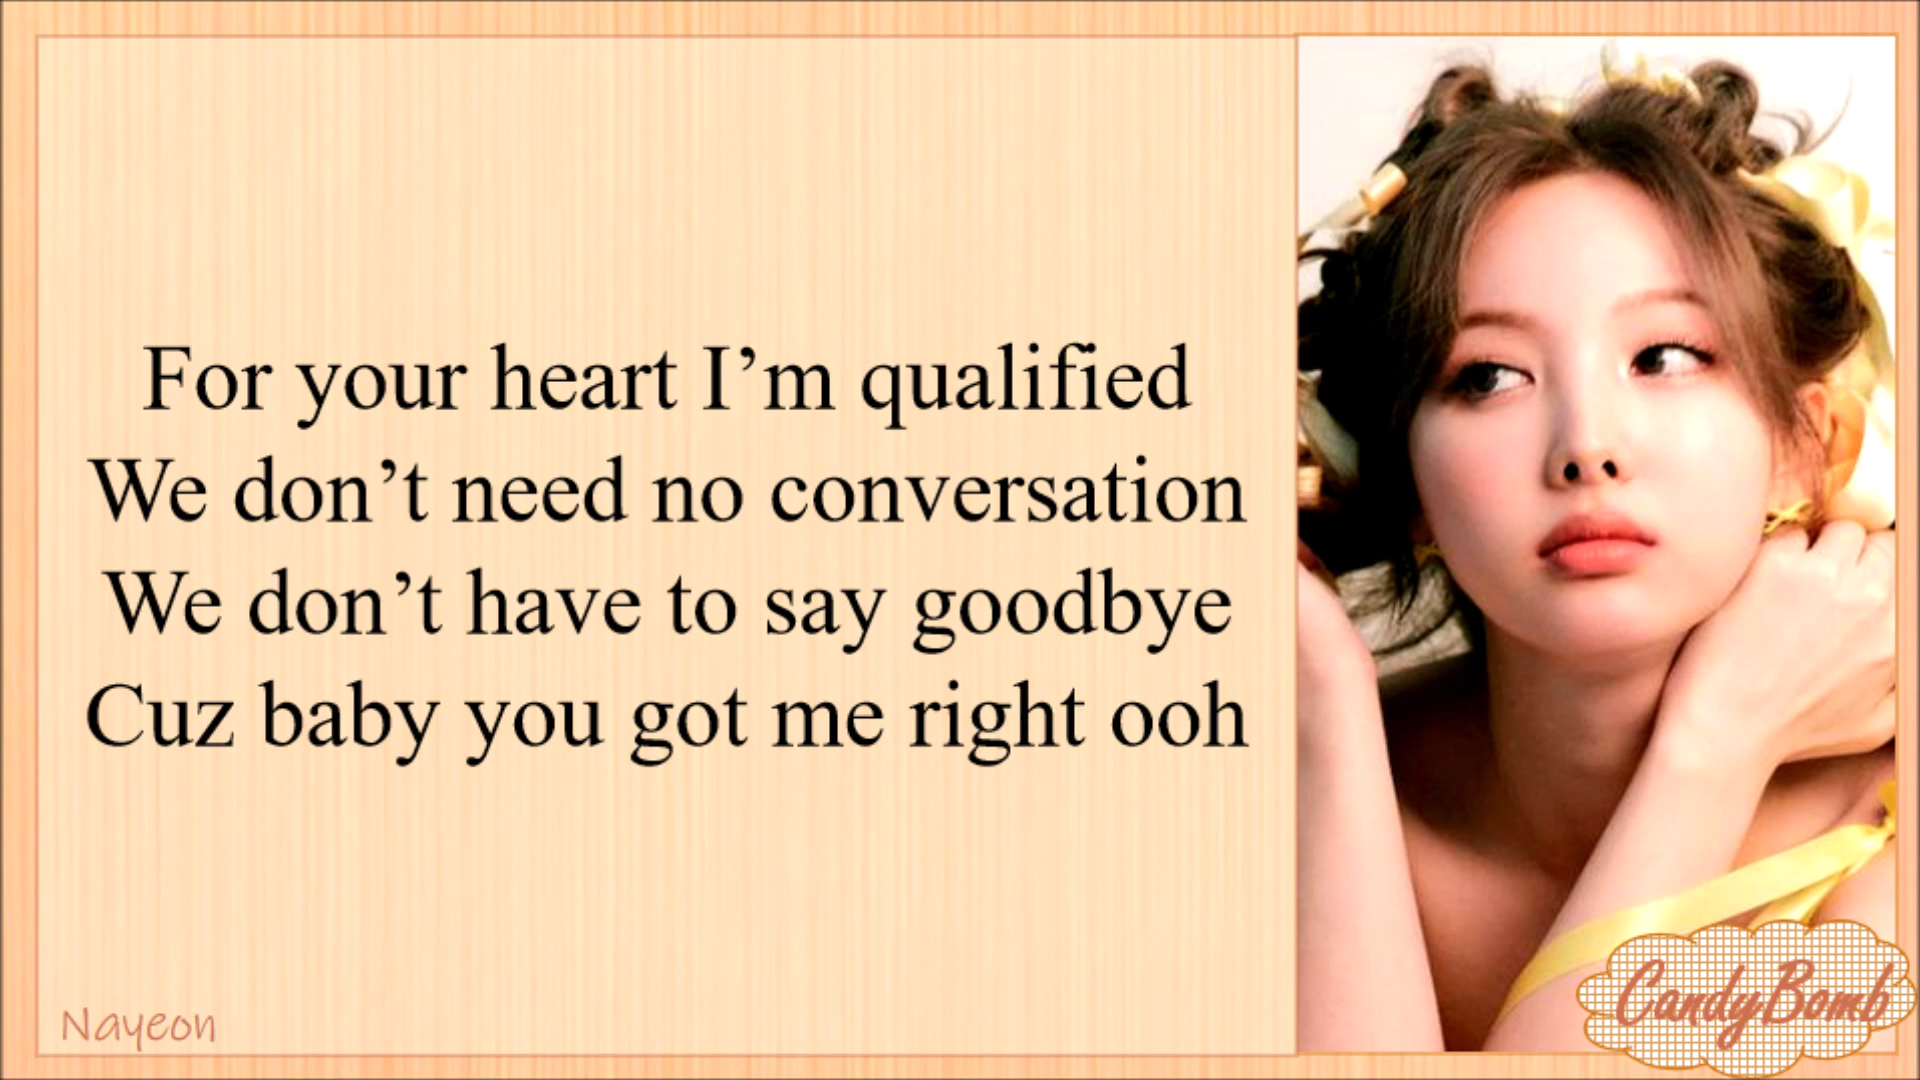 For your heart I’m qualified
We don’t need no conversation
We don’t have to say goodbye
Cuz baby you got me right ooh
Nayeon
CandyBomb